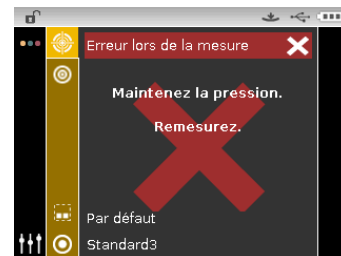 Erreur lors de la mesure
Maintenez la pression.
Remesurez.
Par défaut
Standard3